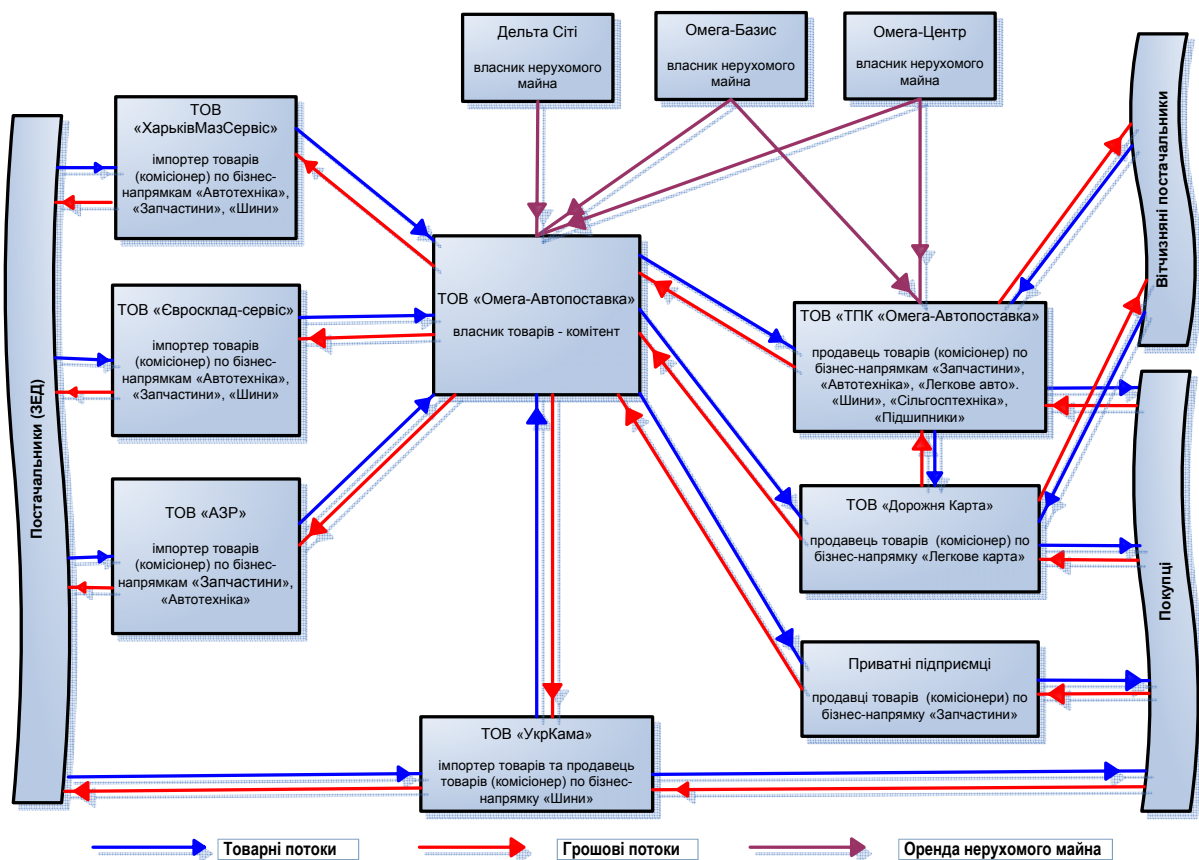 Дельта Сіті
власник нерухомого
майна
Омега-Базис
власник нерухомого
майна
Омега-Центр
власник нерухомого
майна
Вітчизняні постачальники
ТОВ
«ХарьківМазСервіс»
імпортер товарів
(комісіонер) по бізнес-
напрямкам «Автотехніка»,
«Запчастини», «Шини»
Постачальники (ЗЕД)
ТОВ «Євросклад-сервіс»
імпортер товарів
(комісіонер) по бізнес-
напрямкам «Автотехніка»,
«Запчастини», «Шини»
ТОВ «Омега-Автопоставка»
власник товарів - комітент
ТОВ «ТПК «Омега-Автопоставка»
продавець товарів (комісіонер) по
бізнес-напрямкам «Запчастини»,
«Автотехніка», «Легкове авто».
«Шини», «Сільгосптехніка»,
«Підшипники»
ТОВ «АЗР»
імпортер товарів
(комісіонер) по бізнес-
напрямкам «Запчастини»,
«Автотехніка»
ТОВ «Дорожня Карта»
продавець товарів (комісіонер) по
бізнес-напрямку «Легкове карта»
Покупці
Приватні підприємці
продавці товарів (комісіонери) по
бізнес-напрямку «Запчастини»
ТОВ «УкрКама»
імпортер товарів та продавець
товарів (комісіонер) по бізнес-
напрямку «Шини»
Товарні потоки
Грошові потоки
Оренда нерухомого майна